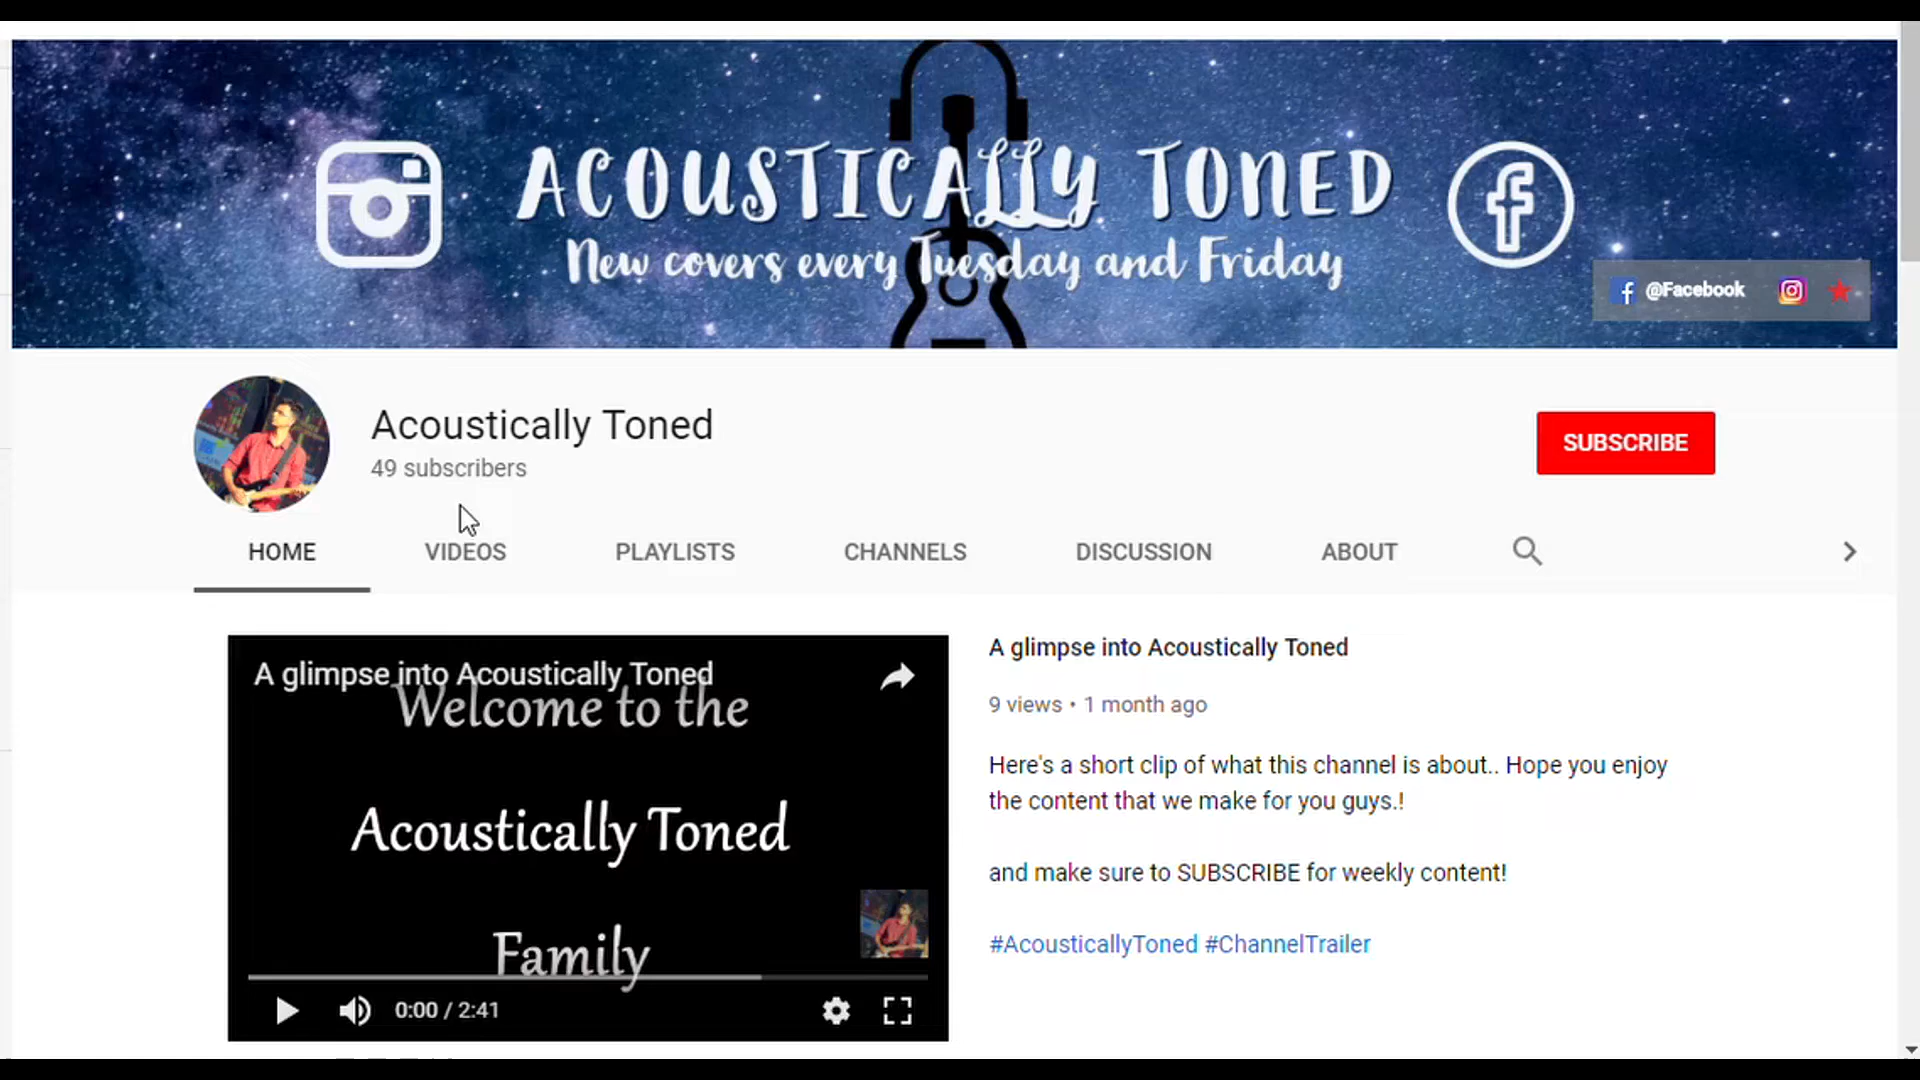 ACOUSTICALLY TONED
New covers every Tuesday and Friday
@Facebook
Acoustically Toned
49 subscribers
SUBSCRIBE
HOME VIDEOS PLAYLISTS CHANNELS DISCUSSION ABOUT
A glimpse into Acoustically Toned
Welcome to the
Acoustically Toned
Family
0:00 / 2:41
A glimpse into Acoustically Toned
9 views • 1 month ago
Here's a short clip of what this channel is about.. Hope you enjoy
the content that we make for you guys.!
and make sure to SUBSCRIBE for weekly content!
#AcousticallyToned #ChannelTrailer